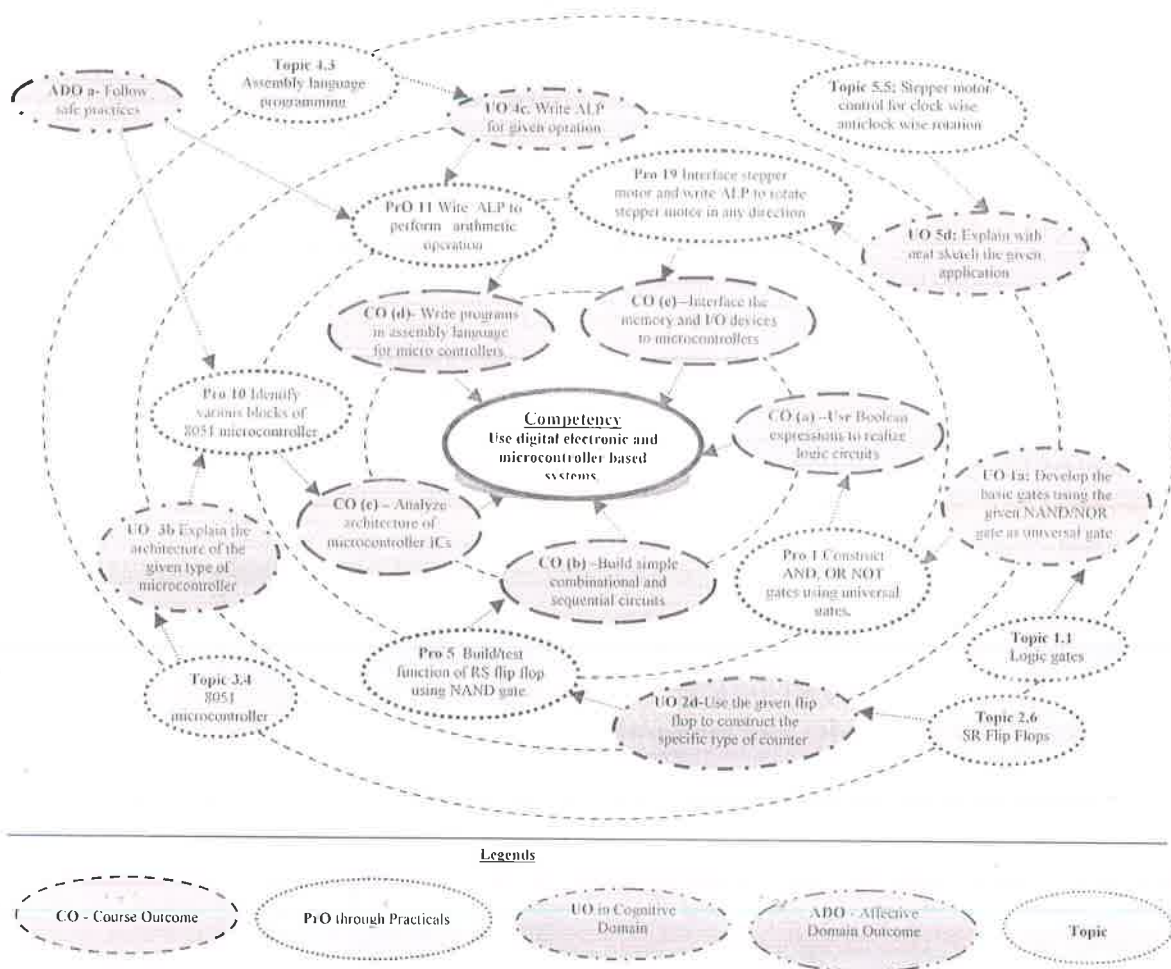 Topic 4.3
Assembly language
programming
ADO a- Follow
safe practices
UO 4c. Write ALP
for given opration
Topic 5.5: Stepper motor
control for clock wise
anticlock wise rotation
Pro 19 Interface stepper
motor and write ALP to rotate
stepper motor in any direction
PrO 11 Write ALP to
perform arithmetic
operation
UO 5d: Explain with
neat sketch the given
application
CO (d)- Write programs
in assembly language
for micro controllers
CO (e) –Interface the
memory and I/O devices
to microcontrollers
Pro 10 Identify
various blocks of
8051 microcontroller
Competency
Use digital electronic and
microcontroller based
systems
CO (a) –Use Boolean
expressions to realize
logic circuits
UO 1a: Develop the
basic gates using the
given NAND/NOR
gate as universal gate
CO (c) – Analyze
architecture of
microcontroller ICs
UO 3b Explain the
architecture of the
given type of
microcontroller
CO (b) –Build simple
combinational and
sequential circuits
Pro 1 Construct
AND, OR NOT
gates using universal
gates.
Topic 1.1
Logic gates
Pro 5 Build/test
function of RS flip flop
using NAND gate
Topic 3.4
8051
microcontroller
UO 2d-Use the given flip
flop to construct the
specific type of counter
Topic 2.6
SR Flip Flops
Legends
CO - Course Outcome
PrO through Practicals
UO in Cognitive
Domain
ADO - Affective
Domain Outcome
Topic